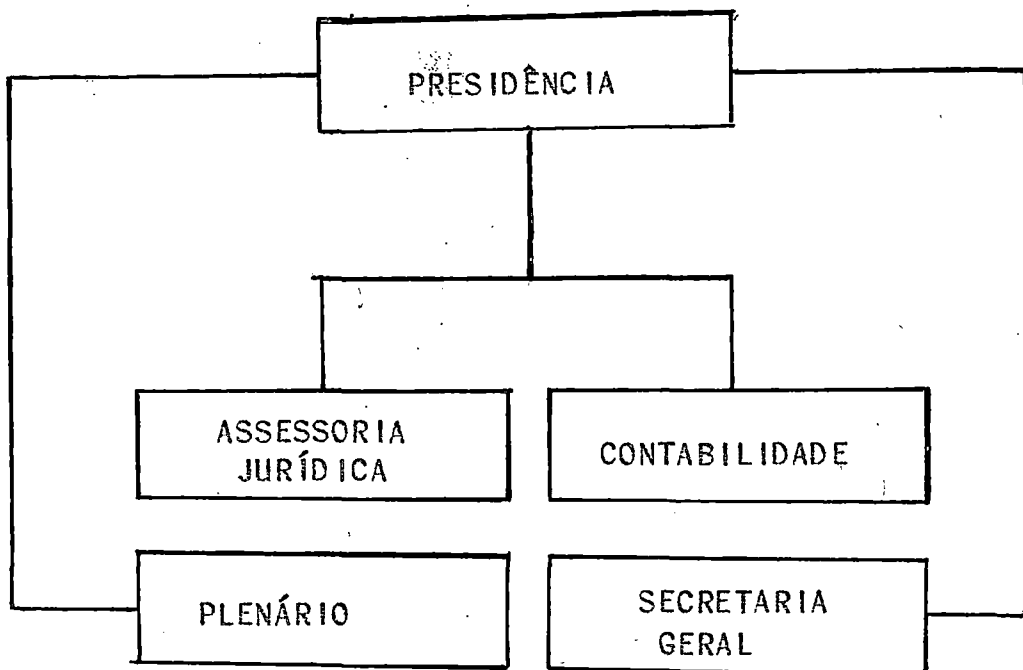 PRESIDÊNCIA
ASSESSORIA
JURÍDICA
CONTABILIDADE
PLENÁRIO
SECRETARIA
GERAL